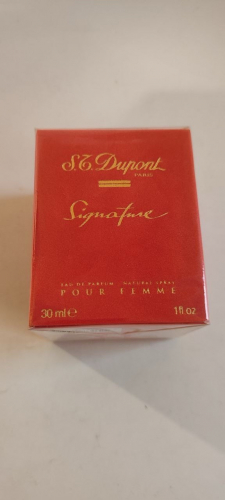 S.T. Dupont
PARIS
Signature
EAU DE PARFUM NATURAL SPRAY
POUR FEMME
30 ml e 1 fl.oz